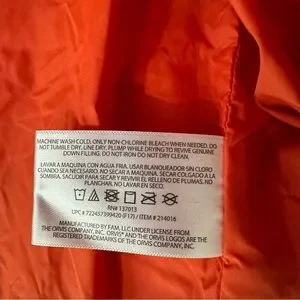 MACHINE WASH COLD, ONLY NON-CHLORINE BLEACH WHEN NEEDED. DO
NOT TUMBLE DRY. LINE DRY. PLUMP WHILE DRYING TO REVIVE GENUINE
DOWN FILLING. DO NOT IRON DO NOT DRY CLEAN.
LAVAR A MAQUINA CON AGUA FRIA. USAR BLANQUEADOR SIN CLORO
CUANDO SEA NECESARIO. NO SECAR A MAQUINA. SECAR COLGADO A LA
SOMBRA. SACUDIR PARA SECAR Y REVIVIR EL RELLENO DE PLUMAS. NO
PLANCHAR, NO LAVAR EN SECO.
RN# 137013
UPC # 722457399420 (F17) / ITEM # 214016
MANUFACTURED BY FAM, LLC UNDER LICENSE FROM
THE ORVIS COMPANY, INC. ORVIS® AND THE ORVIS LOGOS ARE THE
REGISTERED TRADEMARKS OF THE ORVIS COMPANY, INC.